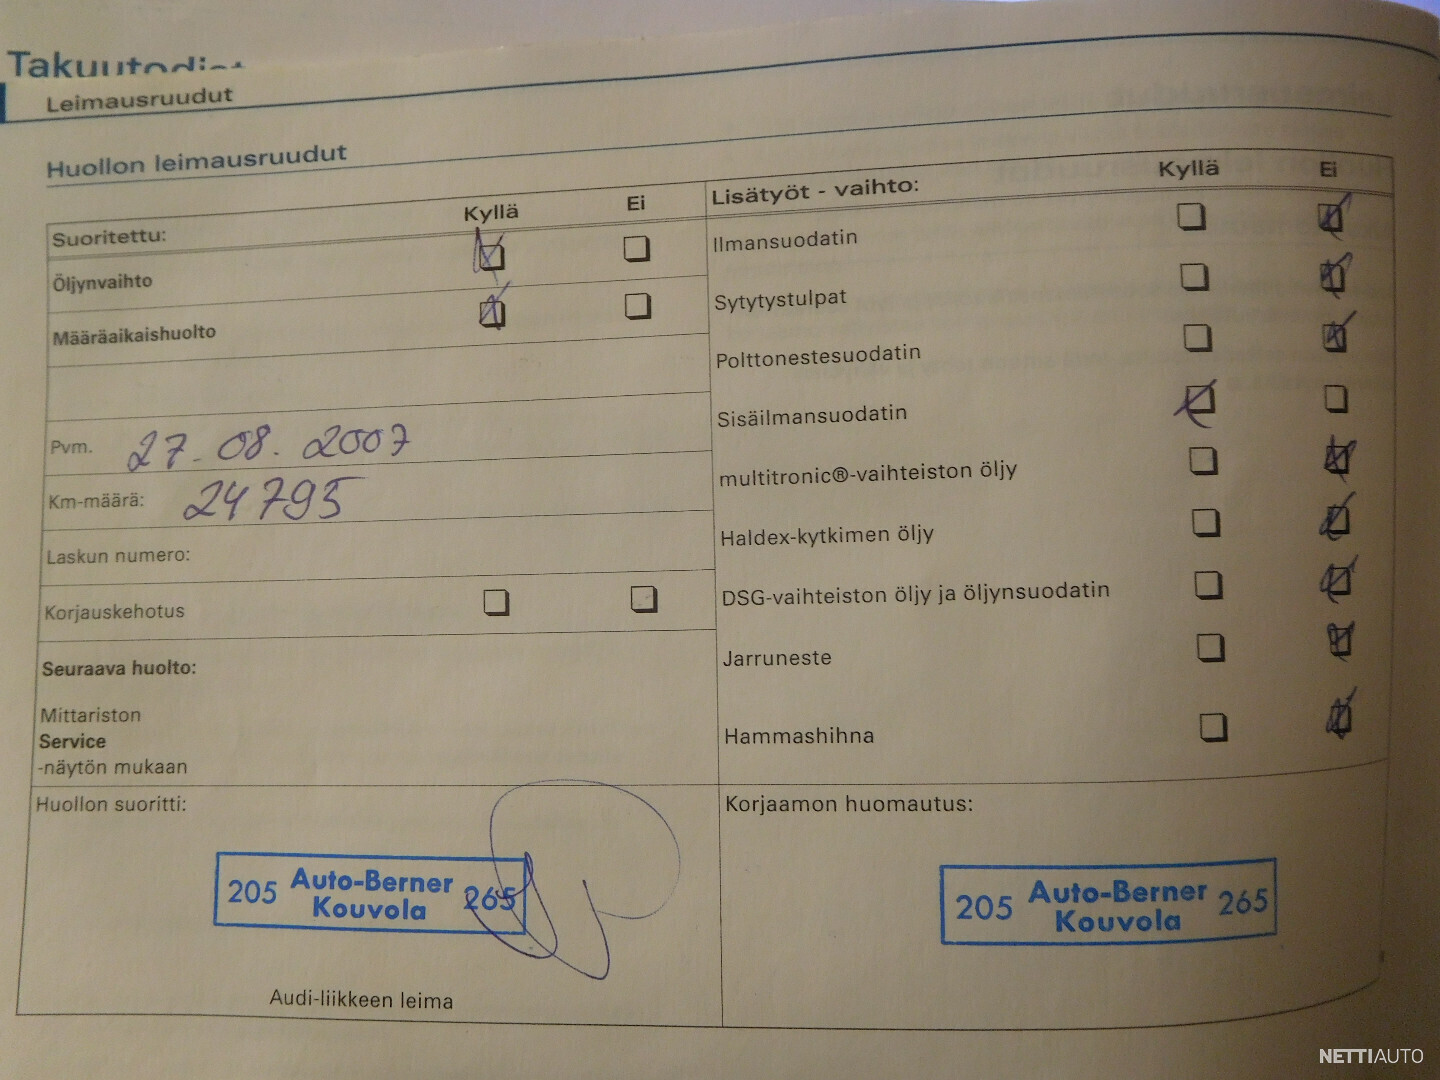 Leimausruudut
Huollon leimausruudut
Suoritettu: Kyllä Ei
Öljynvaihto
Määräaikaishuolto
Pvm. 27.08.2007
Km-määrä: 24795
Laskun numero:
Korjauskehotus
Seuraava huolto:
Mittariston
Service
-näytön mukaan
Huollon suoritti:
205 Auto-Berner 265
Kouvola
Audi-liikkeen leima
Lisätyöt - vaihto: Kyllä Ei
Ilmansuodatin
Sytytystulpat
Polttonestesuodatin
Sisäilmansuodatin
multitronic®-vaihteiston öljy
Haldex-kytkimen öljy
DSG-vaihteiston öljy ja öljynsuodatin
Jarruneste
Hammashihna
Korjaamon huomautus:
205 Auto-Berner 265
Kouvola
NETTIAUTO